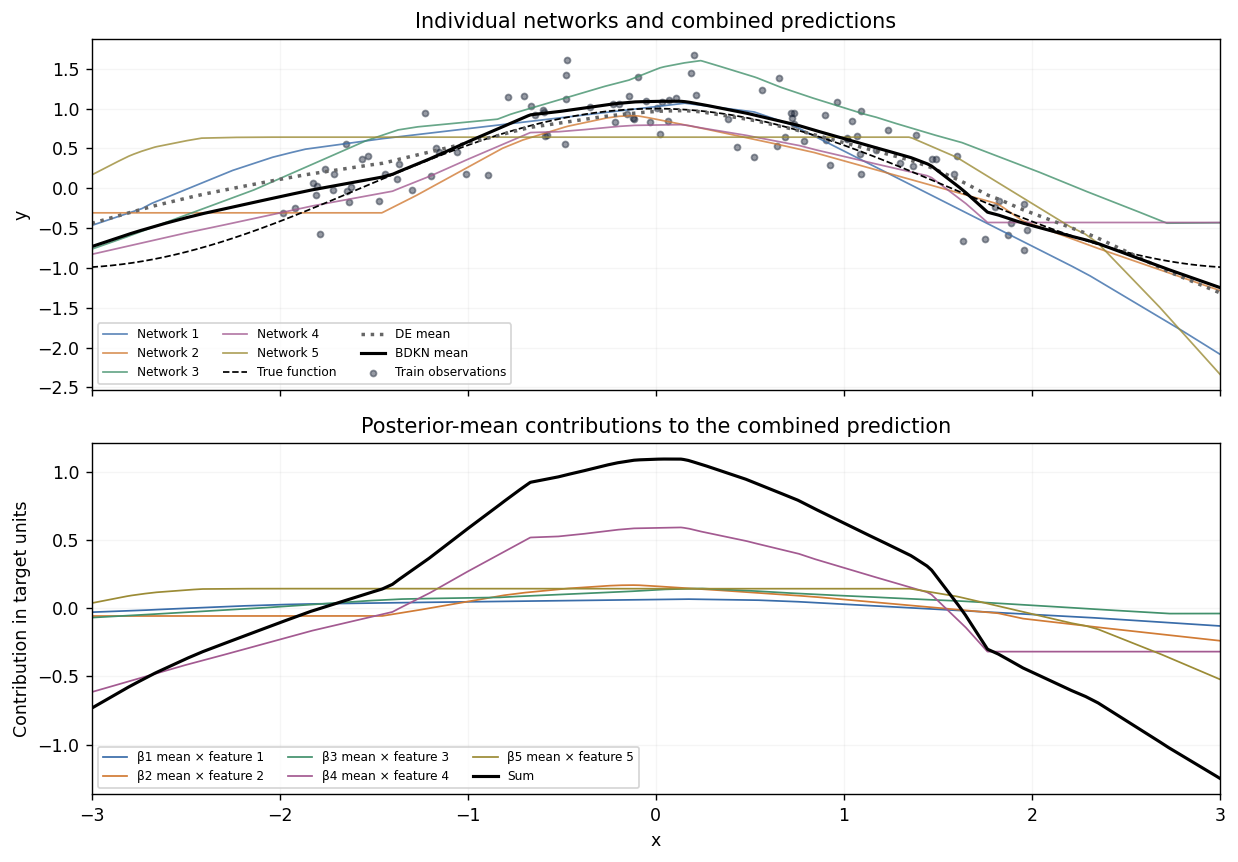 Individual networks and combined predictions
1.5
1.0
0.5
0.0
−0.5
−1.0
−1.5
−2.0
−2.5
y
Network 1
Network 2
Network 3
Network 4
Network 5
True function
DE mean
BDKN mean
Train observations
Posterior-mean contributions to the combined prediction
1.0
0.5
0.0
−0.5
−1.0
Contribution in target units
β1 mean × feature 1
β2 mean × feature 2
β3 mean × feature 3
β4 mean × feature 4
β5 mean × feature 5
Sum
−3
−2
−1
0
1
2
3
x